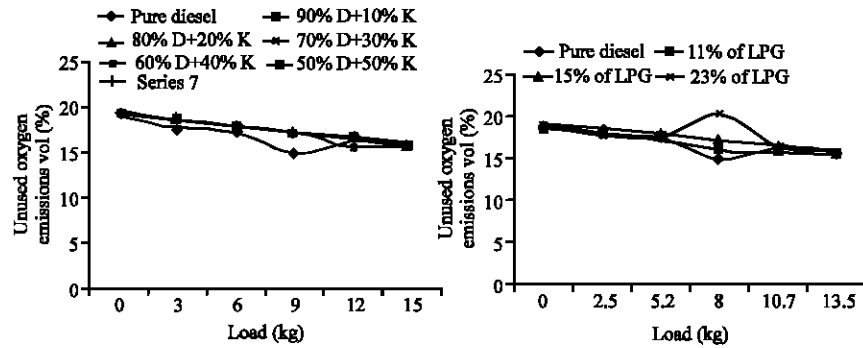 Pure diesel
90% D+10% K
80% D+20% K
70% D+30% K
60% D+40% K
50% D+50% K
Series 7
25
20
15
10
5
0
Unused oxygen
emissions vol (%)
0 3 6 9 12 15
Load (kg)
Pure diesel
11% of LPG
15% of LPG
23% of LPG
25
20
15
10
5
0
Unused oxygen
emissions vol (%)
0 2.5 5.2 8 10.7 13.5
Load (kg)